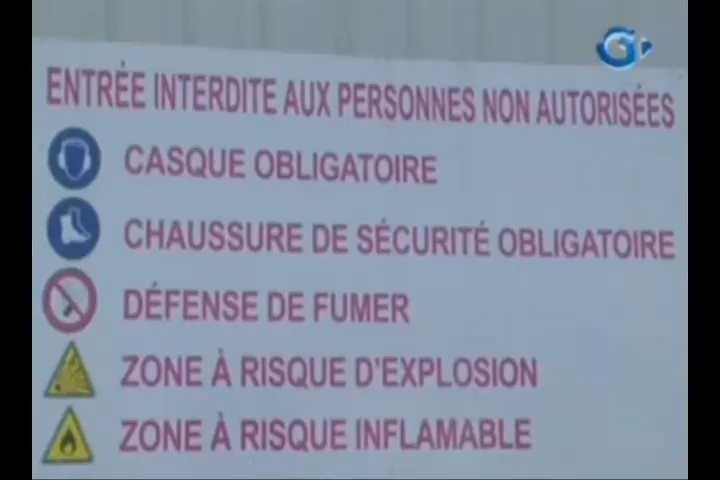 ENTRÉE INTERDITE AUX PERSONNES NON AUTORISÉES
CASQUE OBLIGATOIRE
CHAUSSURE DE SÉCURITÉ OBLIGATOIRE
DÉFENSE DE FUMER
ZONE À RISQUE D'EXPLOSION
ZONE À RISQUE INFLAMABLE